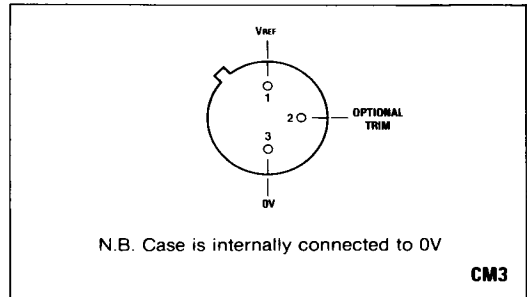 VREF
1
2
OPTIONAL
TRIM
3
0V
N.B. Case is internally connected to 0V
CM3